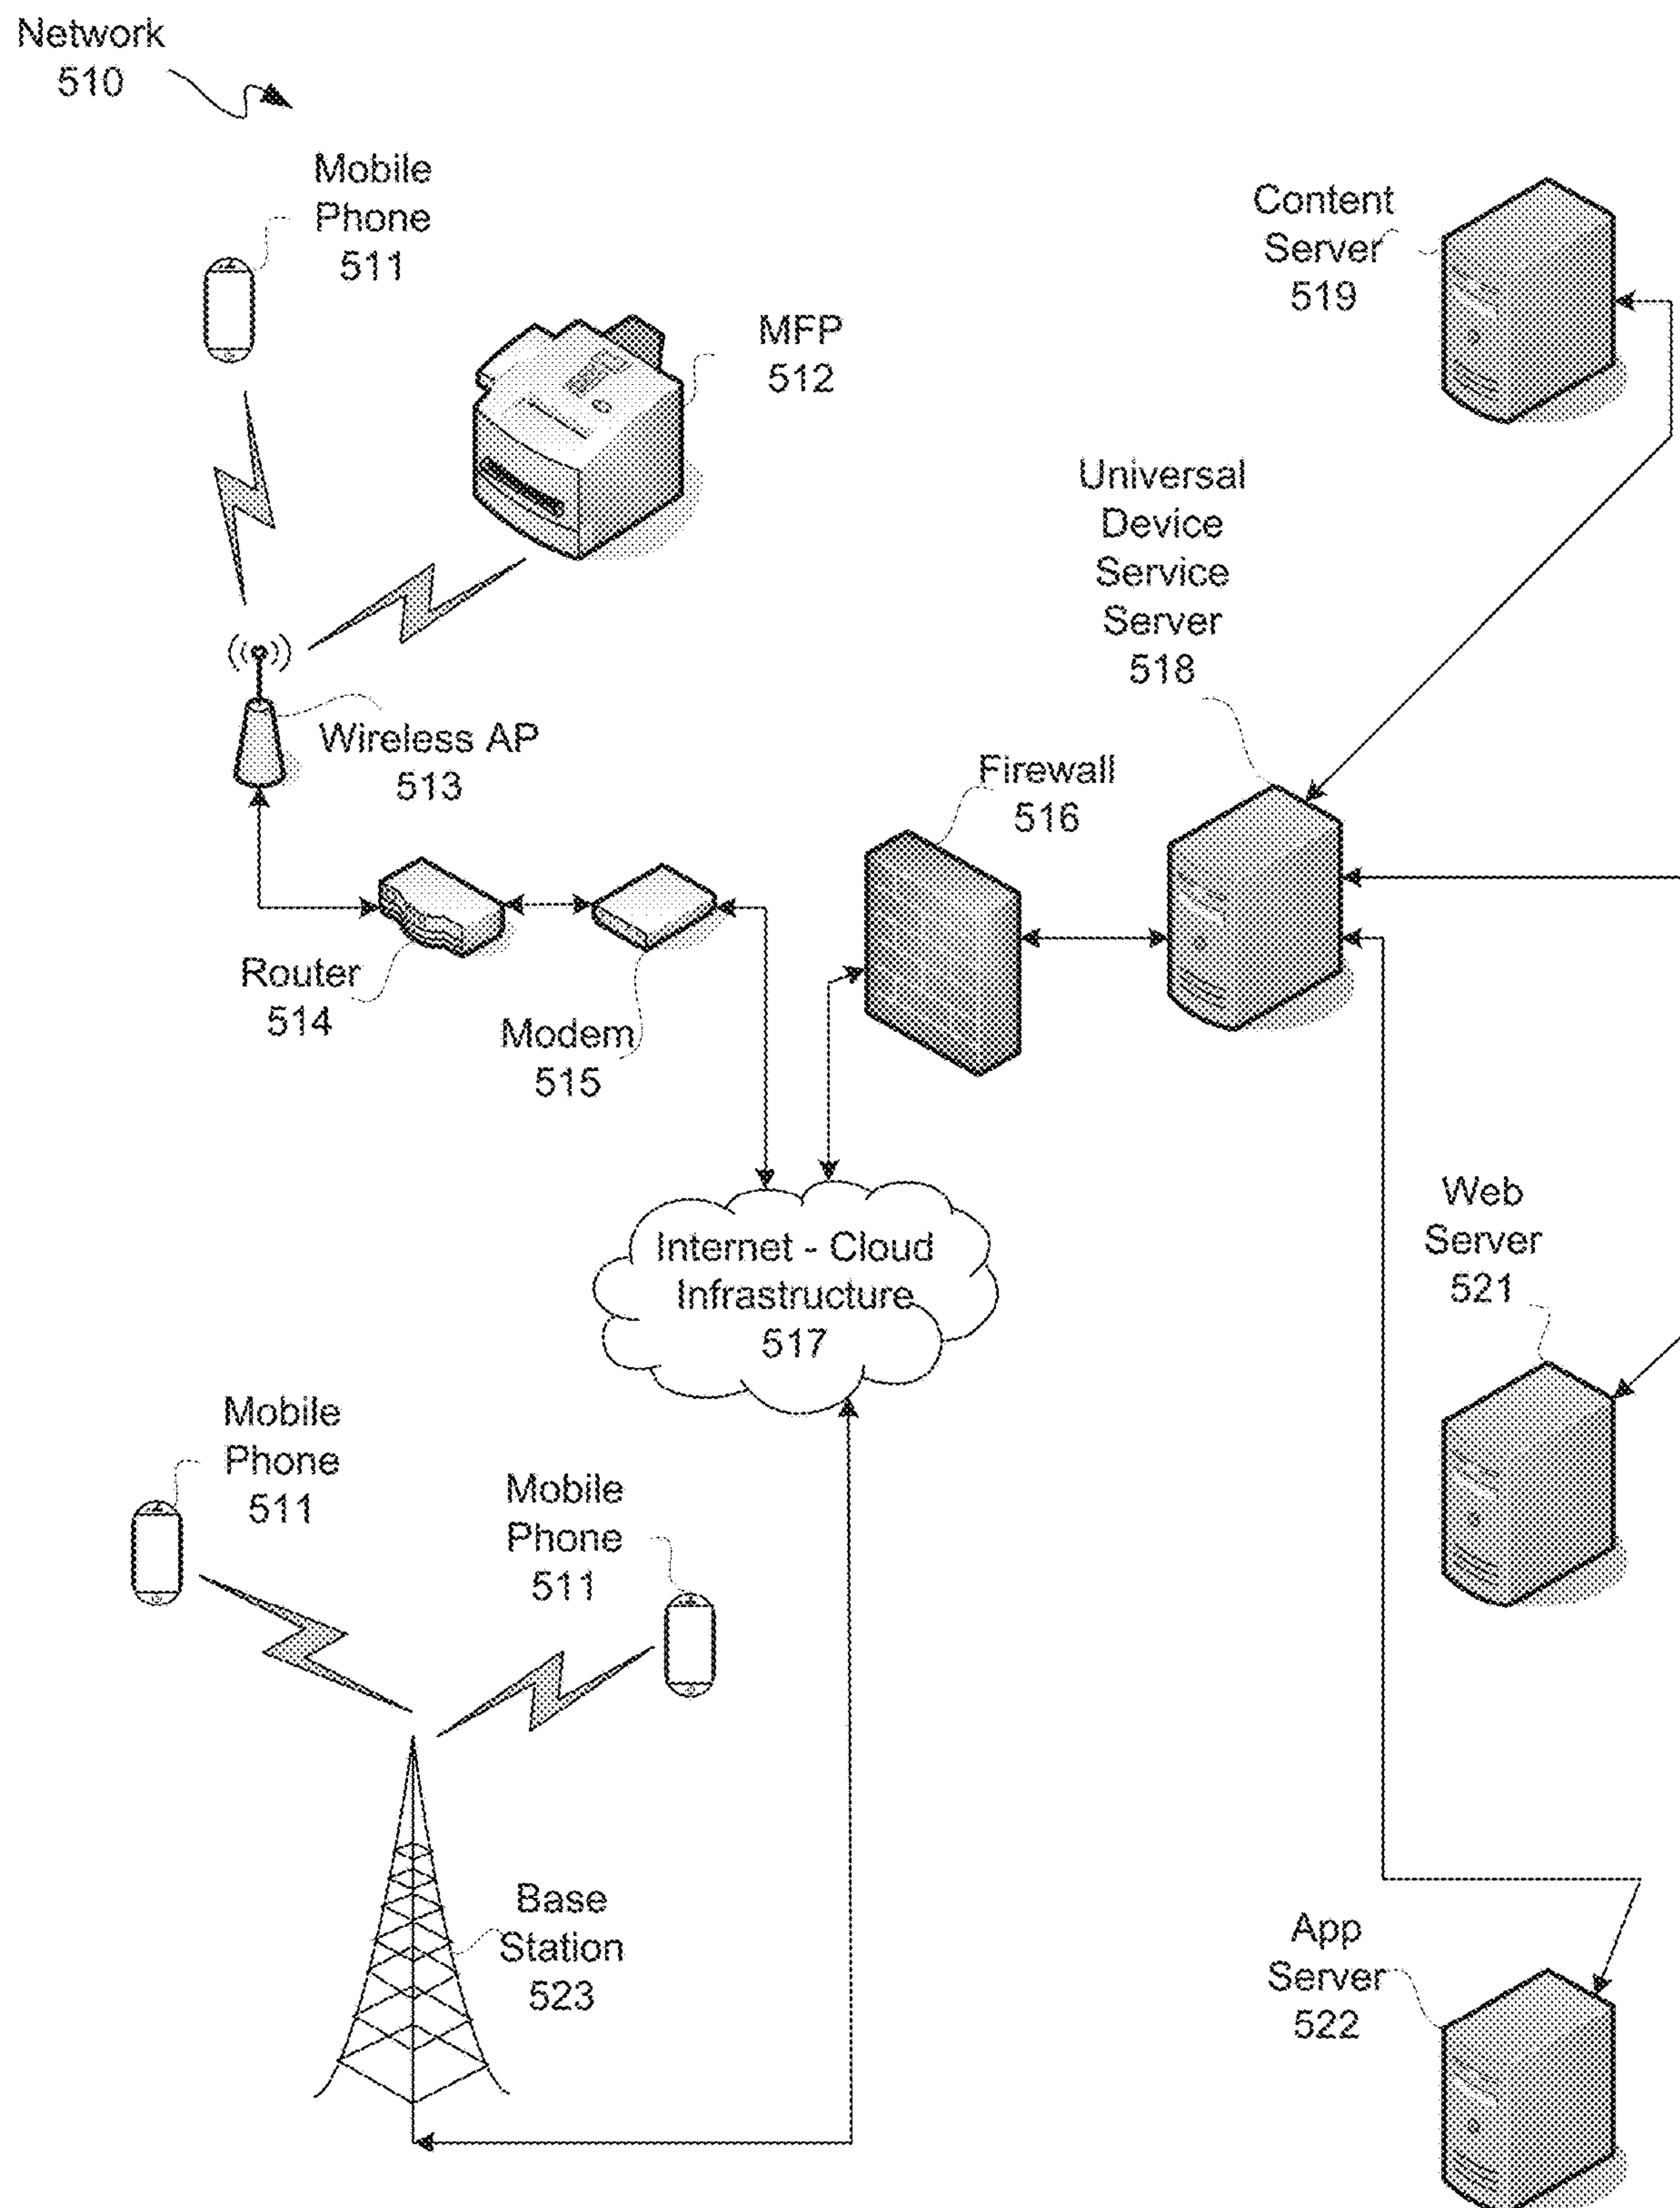 Network
510
Mobile
Phone
511
Content
Server
519
MFP
512
Universal
Device
Service
Server
518
Wireless AP
513
Firewall
516
Router
514
Modem
515
Web
Server
521
Internet - Cloud
Infrastructure
517
Mobile
Phone
511
Mobile
Phone
511
Base
Station
523
App
Server
522